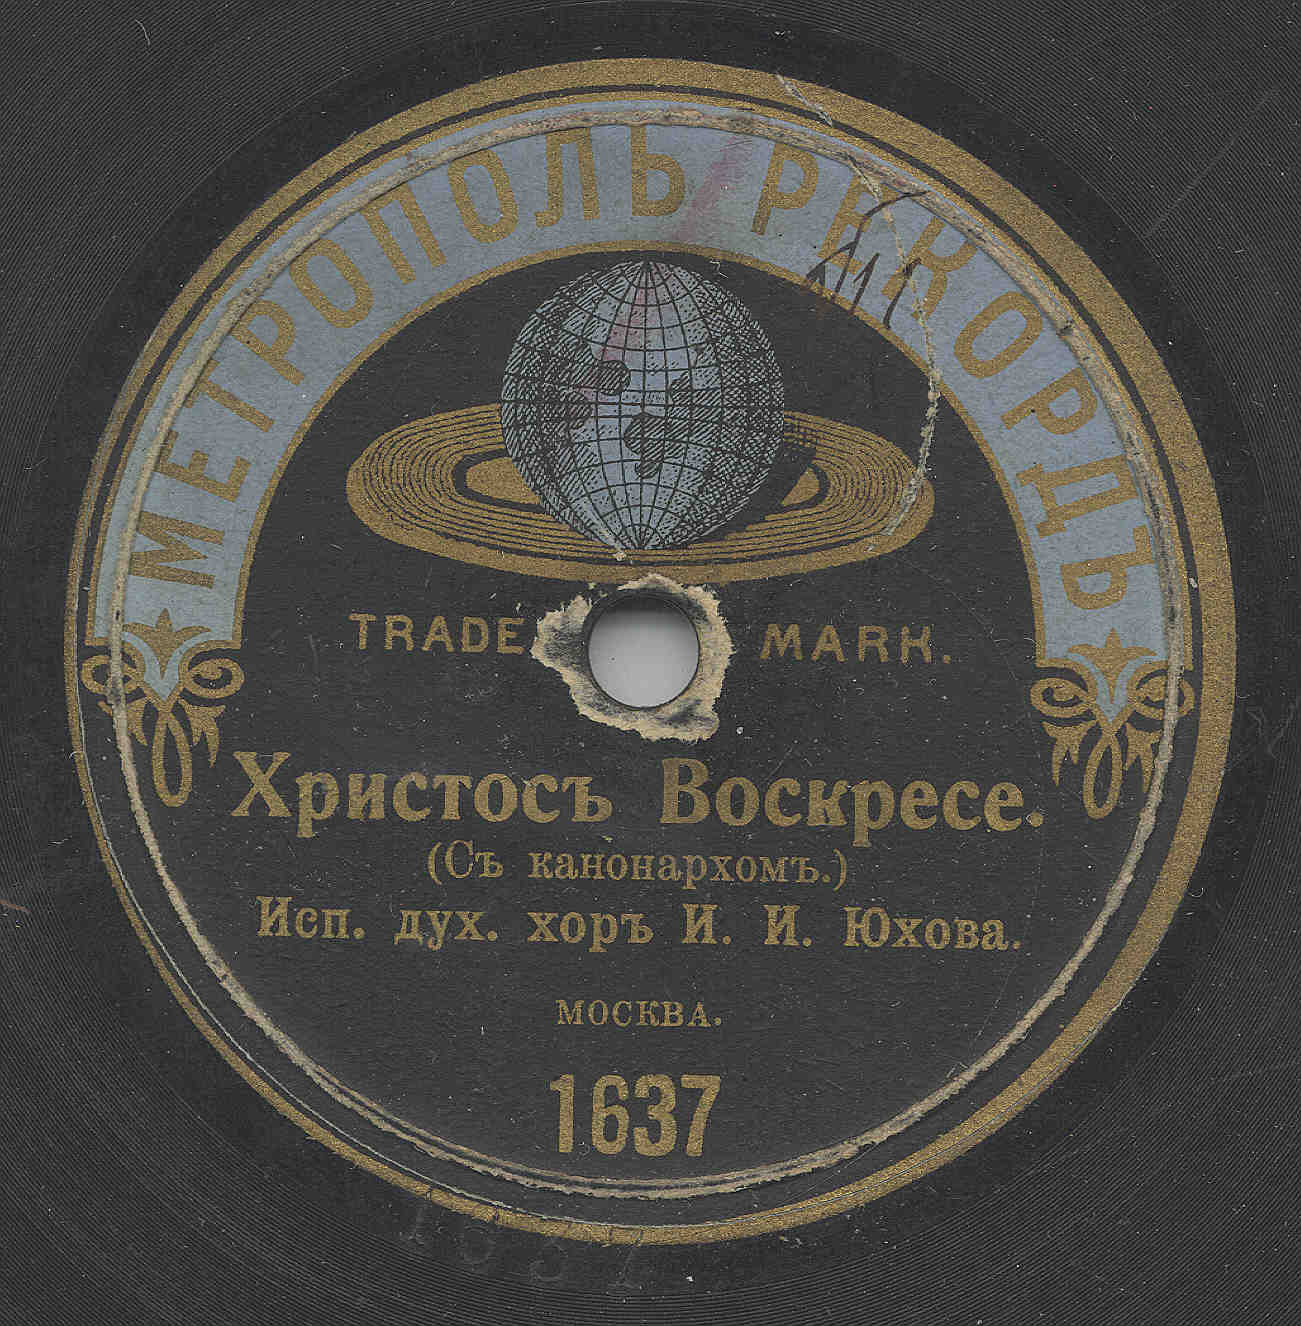 МЕТРОПОЛЬ РЕКОРДЪ
TRADE MARK.
Христосъ Воскресе.
(Съ канонархомъ.)
Исп. дух. хоръ И. И. Юхова.
МОСКВА.
1637